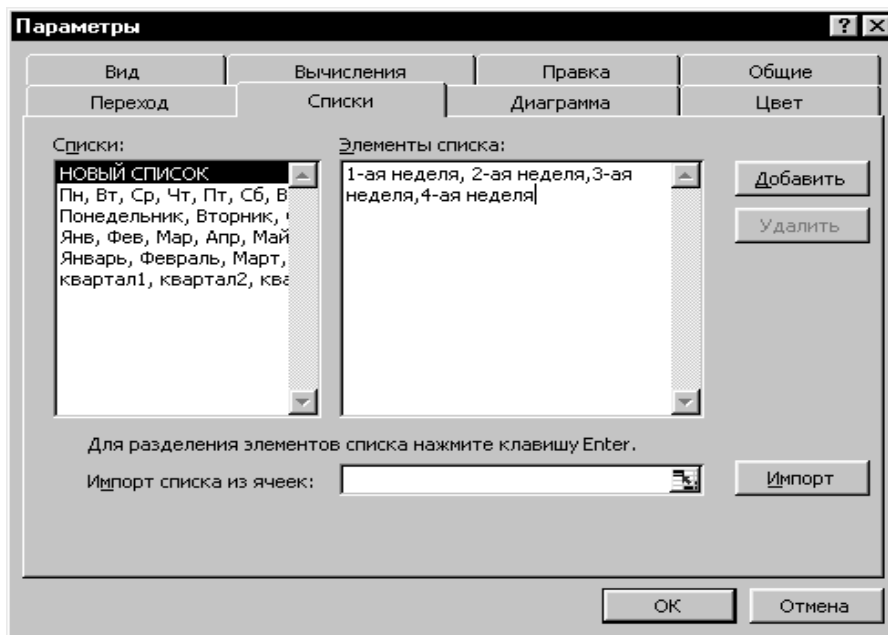 Параметры
Вид Вычисления Правка Общие
Переход Списки Диаграмма Цвет
Списки:
НОВЫЙ СПИСОК
Пн, Вт, Ср, Чт, Пт, Сб, В
Понедельник, Вторник,
Янв, Фев, Мар, Апр, Май
Январь, Февраль, Март,
квартал1, квартал2, ква
Элементы списка:
1-ая неделя, 2-ая неделя,3-ая
неделя,4-ая неделя
Добавить
Удалить
Для разделения элементов списка нажмите клавишу Enter.
Импорт списка из ячеек:
Импорт
ОК
Отмена